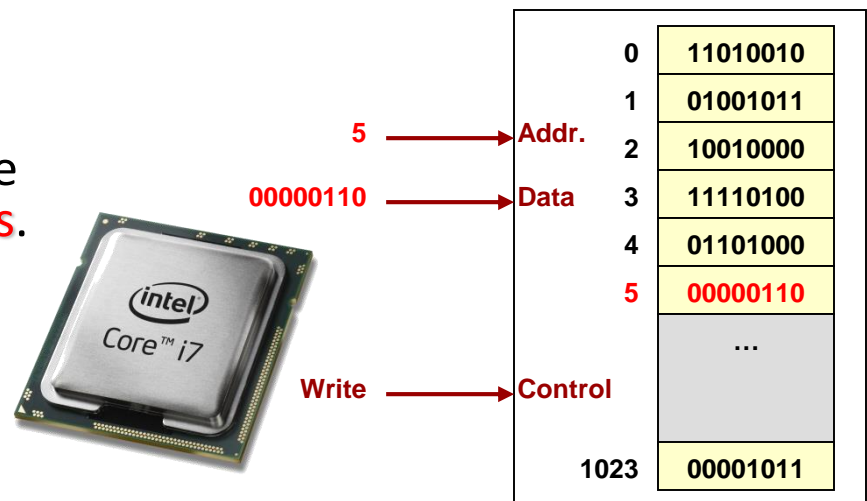 e
s.
5 Addr.
00000110 Data
Write Control
intel
Core™ i7
0 11010010
1 01001011
2 10010000
3 11110100
4 01101000
5 00000110
...
1023 00001011